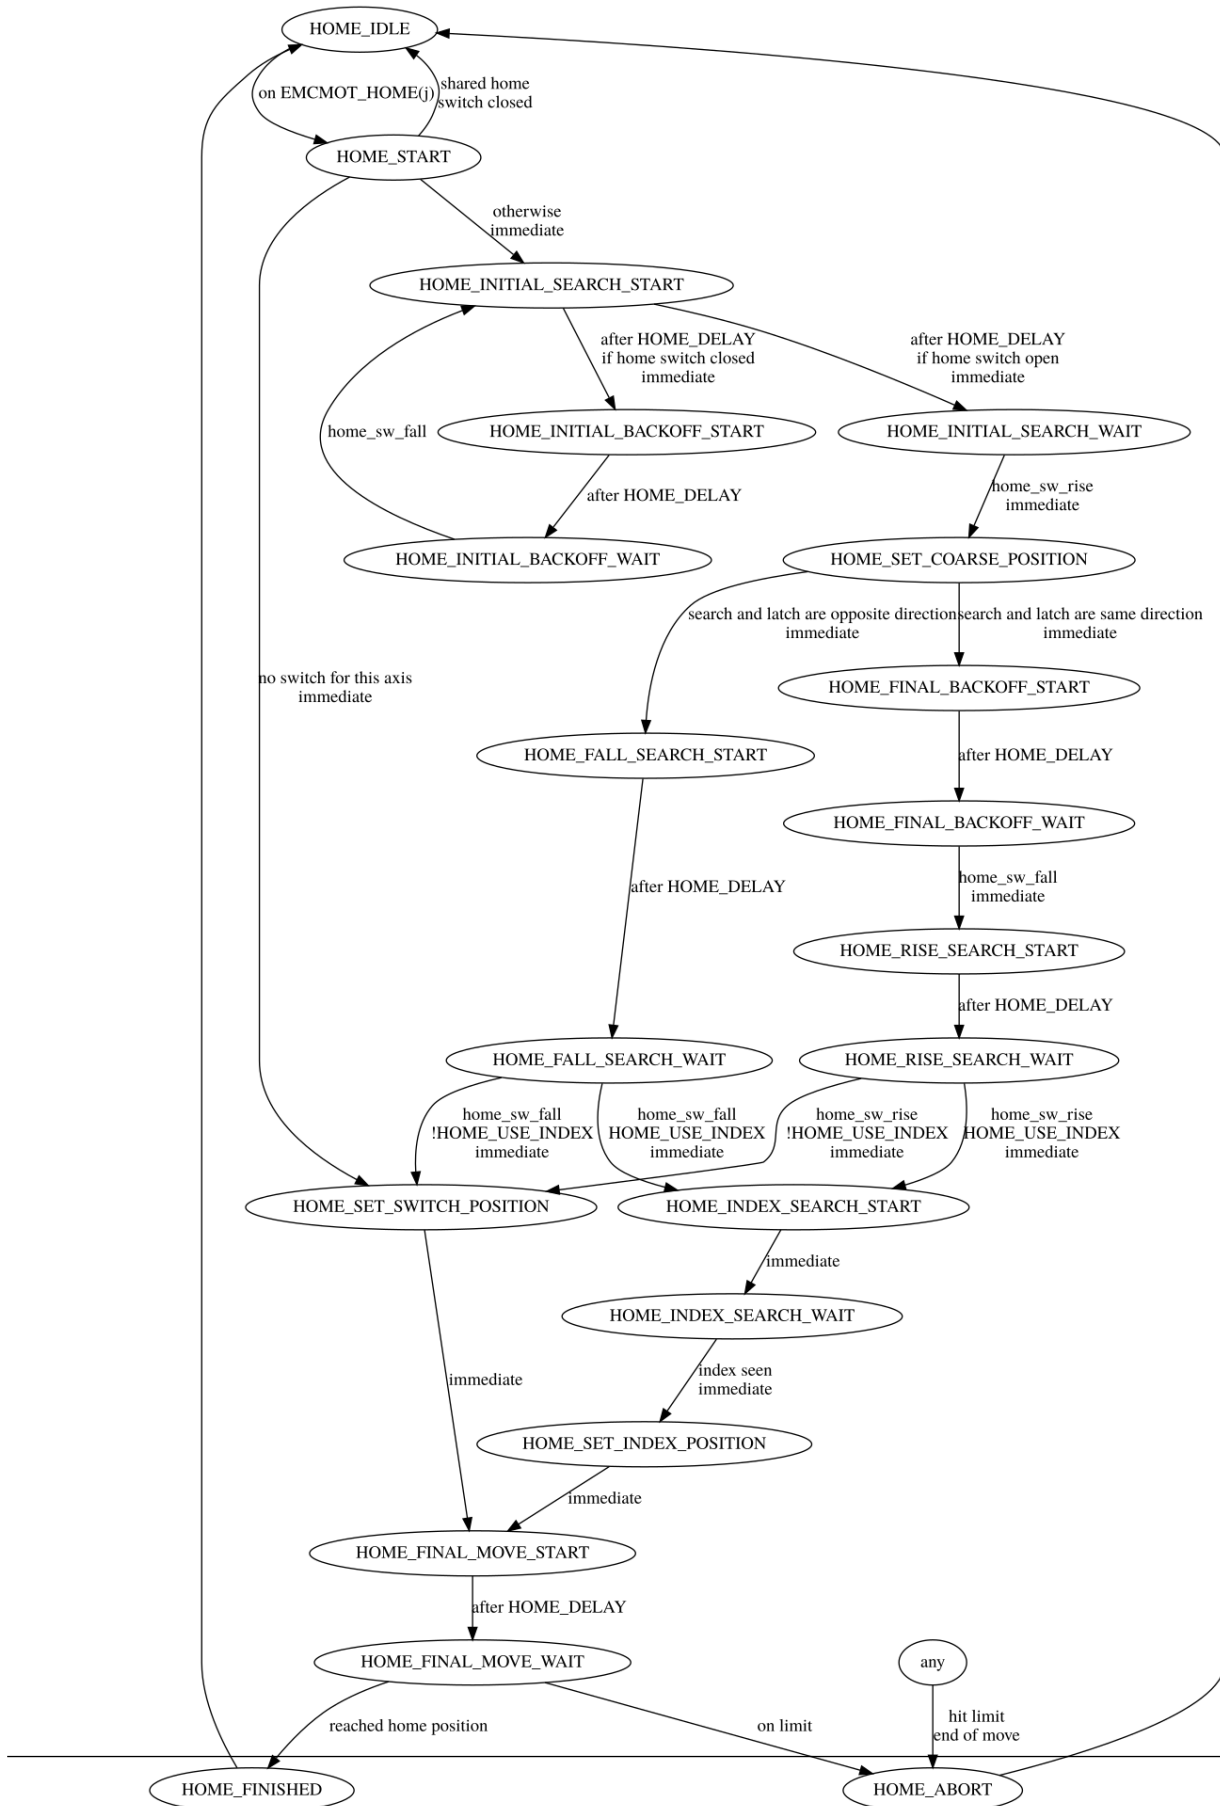 HOME_IDLE
on EMCMOT_HOME(j)
shared home
switch closed
HOME_START
otherwise
immediate
HOME_INITIAL_SEARCH_START
after HOME_DELAY
if home switch closed
immediate
after HOME_DELAY
if home switch open
immediate
home_sw_fall
HOME_INITIAL_BACKOFF_START
HOME_INITIAL_SEARCH_WAIT
after HOME_DELAY
home_sw_rise
immediate
HOME_INITIAL_BACKOFF_WAIT
HOME_SET_COARSE_POSITION
search and latch are opposite direction
immediate
search and latch are same direction
immediate
no switch for this axis
immediate
HOME_FINAL_BACKOFF_START
HOME_FALL_SEARCH_START
after HOME_DELAY
HOME_FINAL_BACKOFF_WAIT
after HOME_DELAY
home_sw_fall
immediate
HOME_RISE_SEARCH_START
after HOME_DELAY
HOME_FALL_SEARCH_WAIT
HOME_RISE_SEARCH_WAIT
home_sw_fall
!HOME_USE_INDEX
immediate
home_sw_fall
HOME_USE_INDEX
immediate
home_sw_rise
!HOME_USE_INDEX
immediate
home_sw_rise
HOME_USE_INDEX
immediate
HOME_SET_SWITCH_POSITION
HOME_INDEX_SEARCH_START
immediate
HOME_INDEX_SEARCH_WAIT
immediate
index seen
immediate
HOME_SET_INDEX_POSITION
immediate
HOME_FINAL_MOVE_START
after HOME_DELAY
HOME_FINAL_MOVE_WAIT
any
reached home position
on limit
hit limit
end of move
HOME_FINISHED
HOME_ABORT